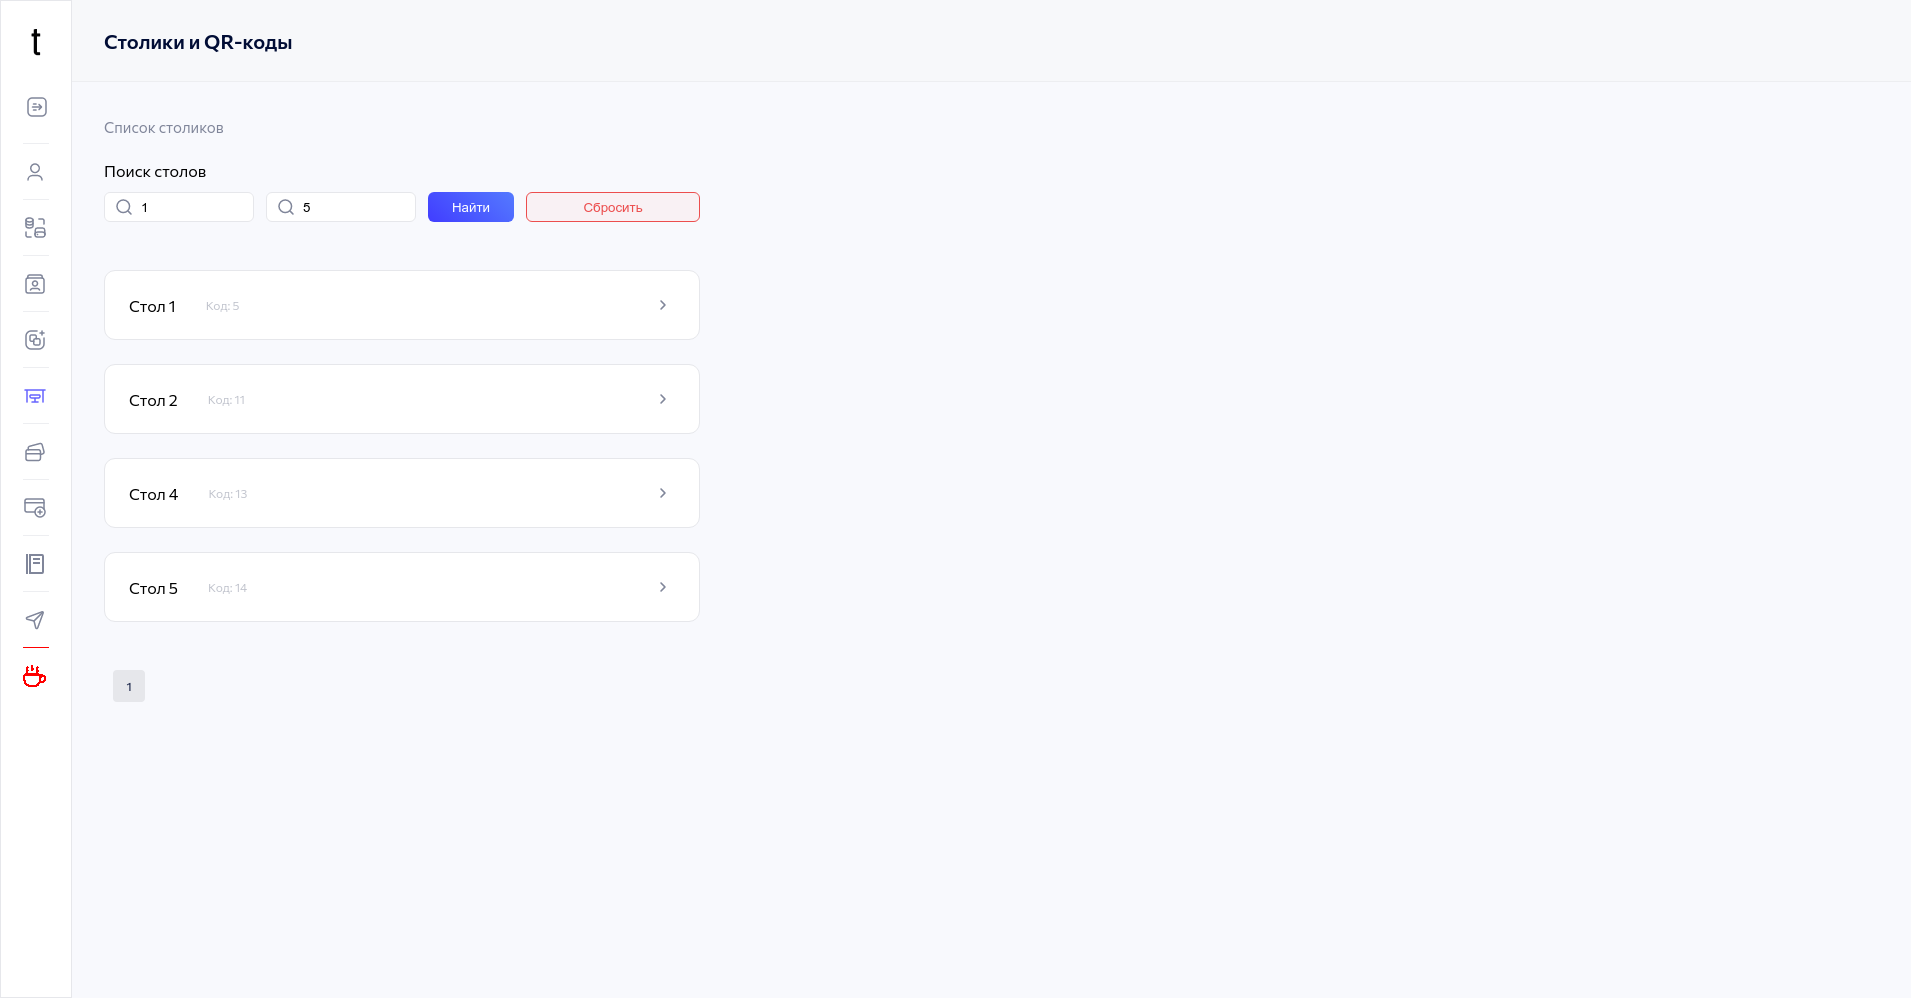 t
Столики и QR-коды
Список столиков
Поиск столов
1
5
Найти
Сбросить
Стол 1 Код: 5
Стол 2 Код: 11
Стол 4 Код: 13
Стол 5 Код: 14
1